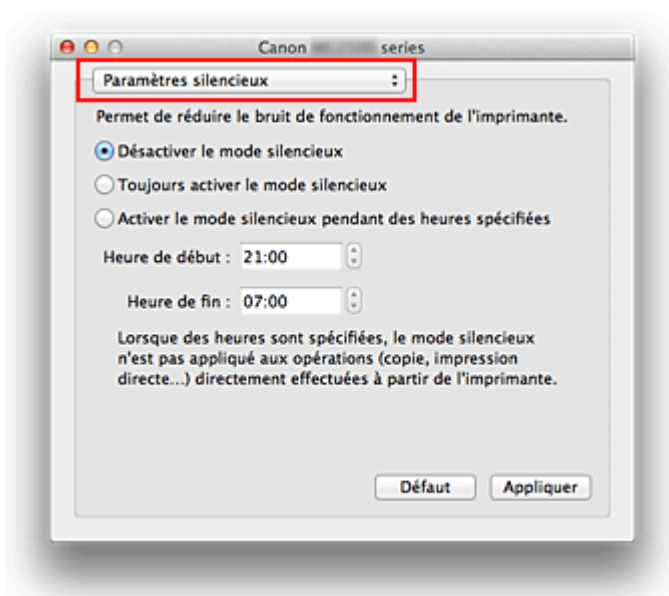 Canon series
Paramètres silencieux
Permet de réduire le bruit de fonctionnement de l'imprimante.
Désactiver le mode silencieux
Toujours activer le mode silencieux
Activer le mode silencieux pendant des heures spécifiées
Heure de début : 21:00
Heure de fin : 07:00
Lorsque des heures sont spécifiées, le mode silencieux
n'est pas appliqué aux opérations (copie, impression
directe...) directement effectuées à partir de l'imprimante.
Défaut Appliquer